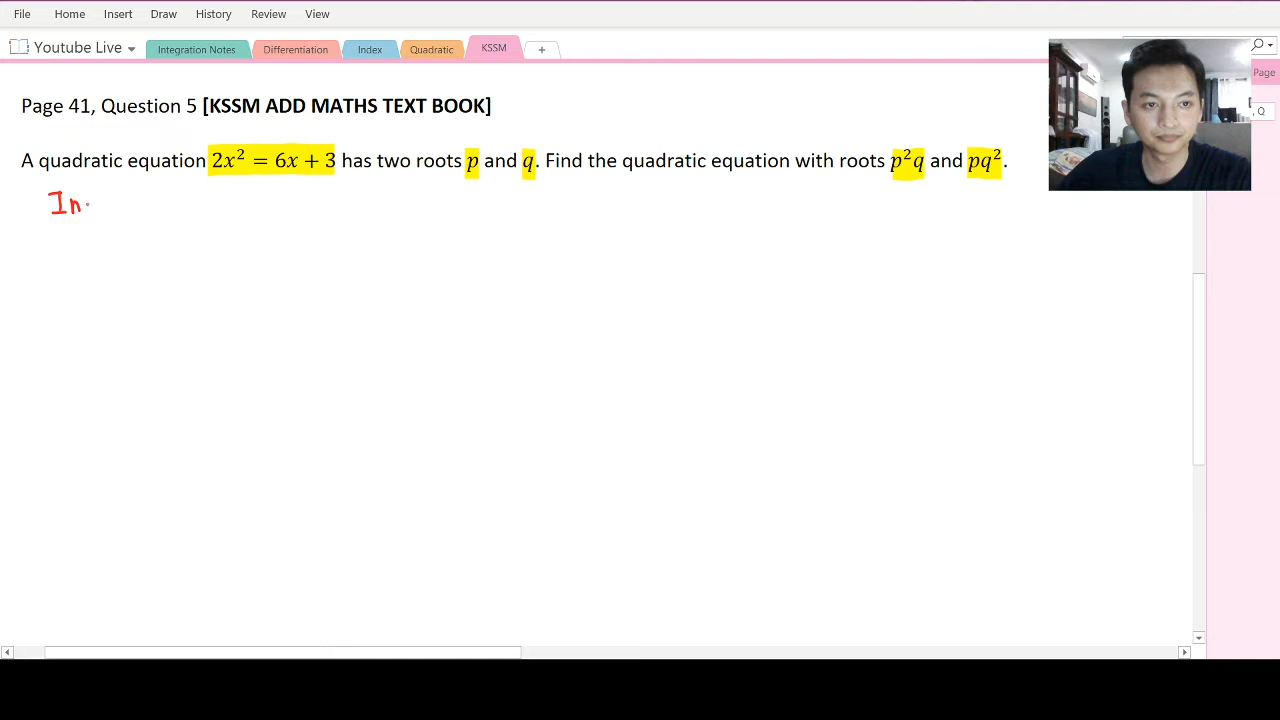 File Home Insert Draw History Review View
Youtube Live Integration Notes Differentiation Index Quadratic KSSM +
Page
Page 41, Question 5 [KSSM ADD MATHS TEXT BOOK]
, Q
A quadratic equation 2x² = 6x + 3 has two roots p and q. Find the quadratic equation with roots p²q and pq².
In